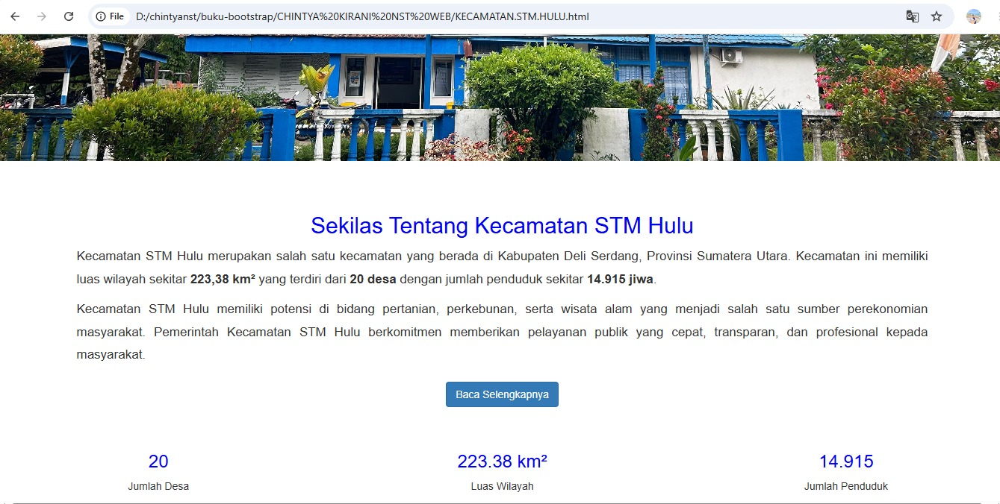 File
D:/chintyanst/buku-bootstrap/CHINTYA%20KIRANI%20NST%20WEB/KECAMATAN.STM.HULU.html
Sekilas Tentang Kecamatan STM Hulu
Kecamatan STM Hulu merupakan salah satu kecamatan yang berada di Kabupaten Deli Serdang, Provinsi Sumatera Utara. Kecamatan ini memiliki
luas wilayah sekitar 223,38 km² yang terdiri dari 20 desa dengan jumlah penduduk sekitar 14.915 jiwa.
Kecamatan STM Hulu memiliki potensi di bidang pertanian, perkebunan, serta wisata alam yang menjadi salah satu sumber perekonomian
masyarakat. Pemerintah Kecamatan STM Hulu berkomitmen memberikan pelayanan publik yang cepat, transparan, dan profesional kepada
masyarakat.
Baca Selengkapnya
20
Jumlah Desa
223.38 km²
Luas Wilayah
14.915
Jumlah Penduduk